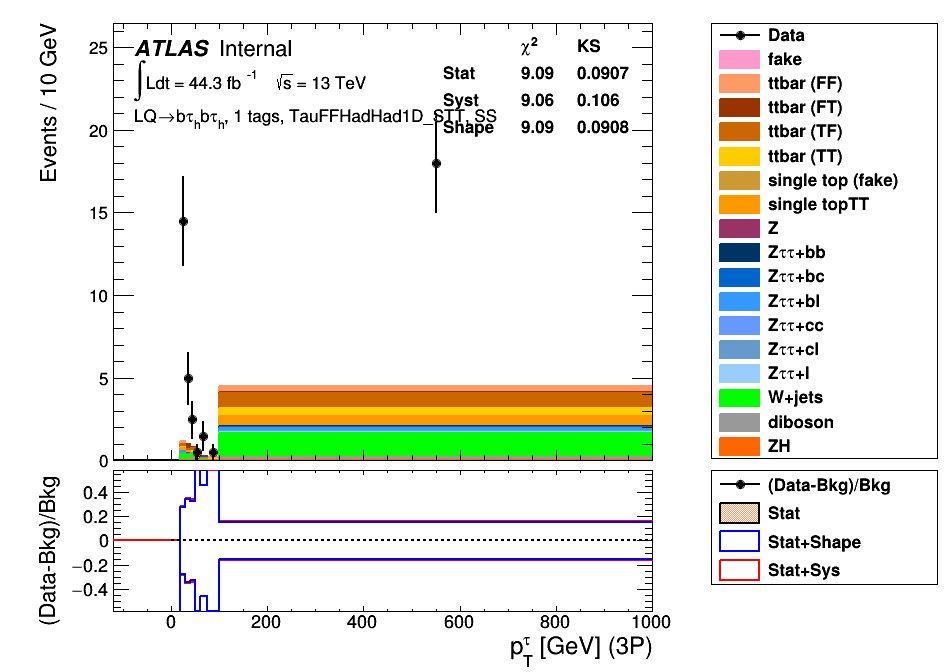 ATLAS Internal
∫Ldt = 44.3 fb⁻¹ √s = 13 TeV
LQ→bτₕbτₕ, 1 tags, TauFFHadHad1D_STT, SS
χ² KS
Stat 9.09 0.0907
Syst 9.06 0.106
Shape 9.09 0.0908
Events / 10 GeV
25
20
15
10
5
0
Data
fake
ttbar (FF)
ttbar (FT)
ttbar (TF)
ttbar (TT)
single top (fake)
single topTT
Z
Zττ+bb
Zττ+bc
Zττ+bl
Zττ+cc
Zττ+cl
Zττ+l
W+jets
diboson
ZH
(Data-Bkg)/Bkg
0.4
0.2
0
−0.2
−0.4
0 200 400 600 800 1000
p_T^τ [GeV] (3P)
(Data-Bkg)/Bkg
Stat
Stat+Shape
Stat+Sys